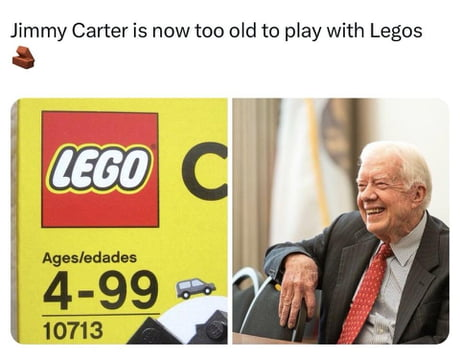 Jimmy Carter is now too old to play with Legos
LEGO
C
Ages/edades
4-99
10713